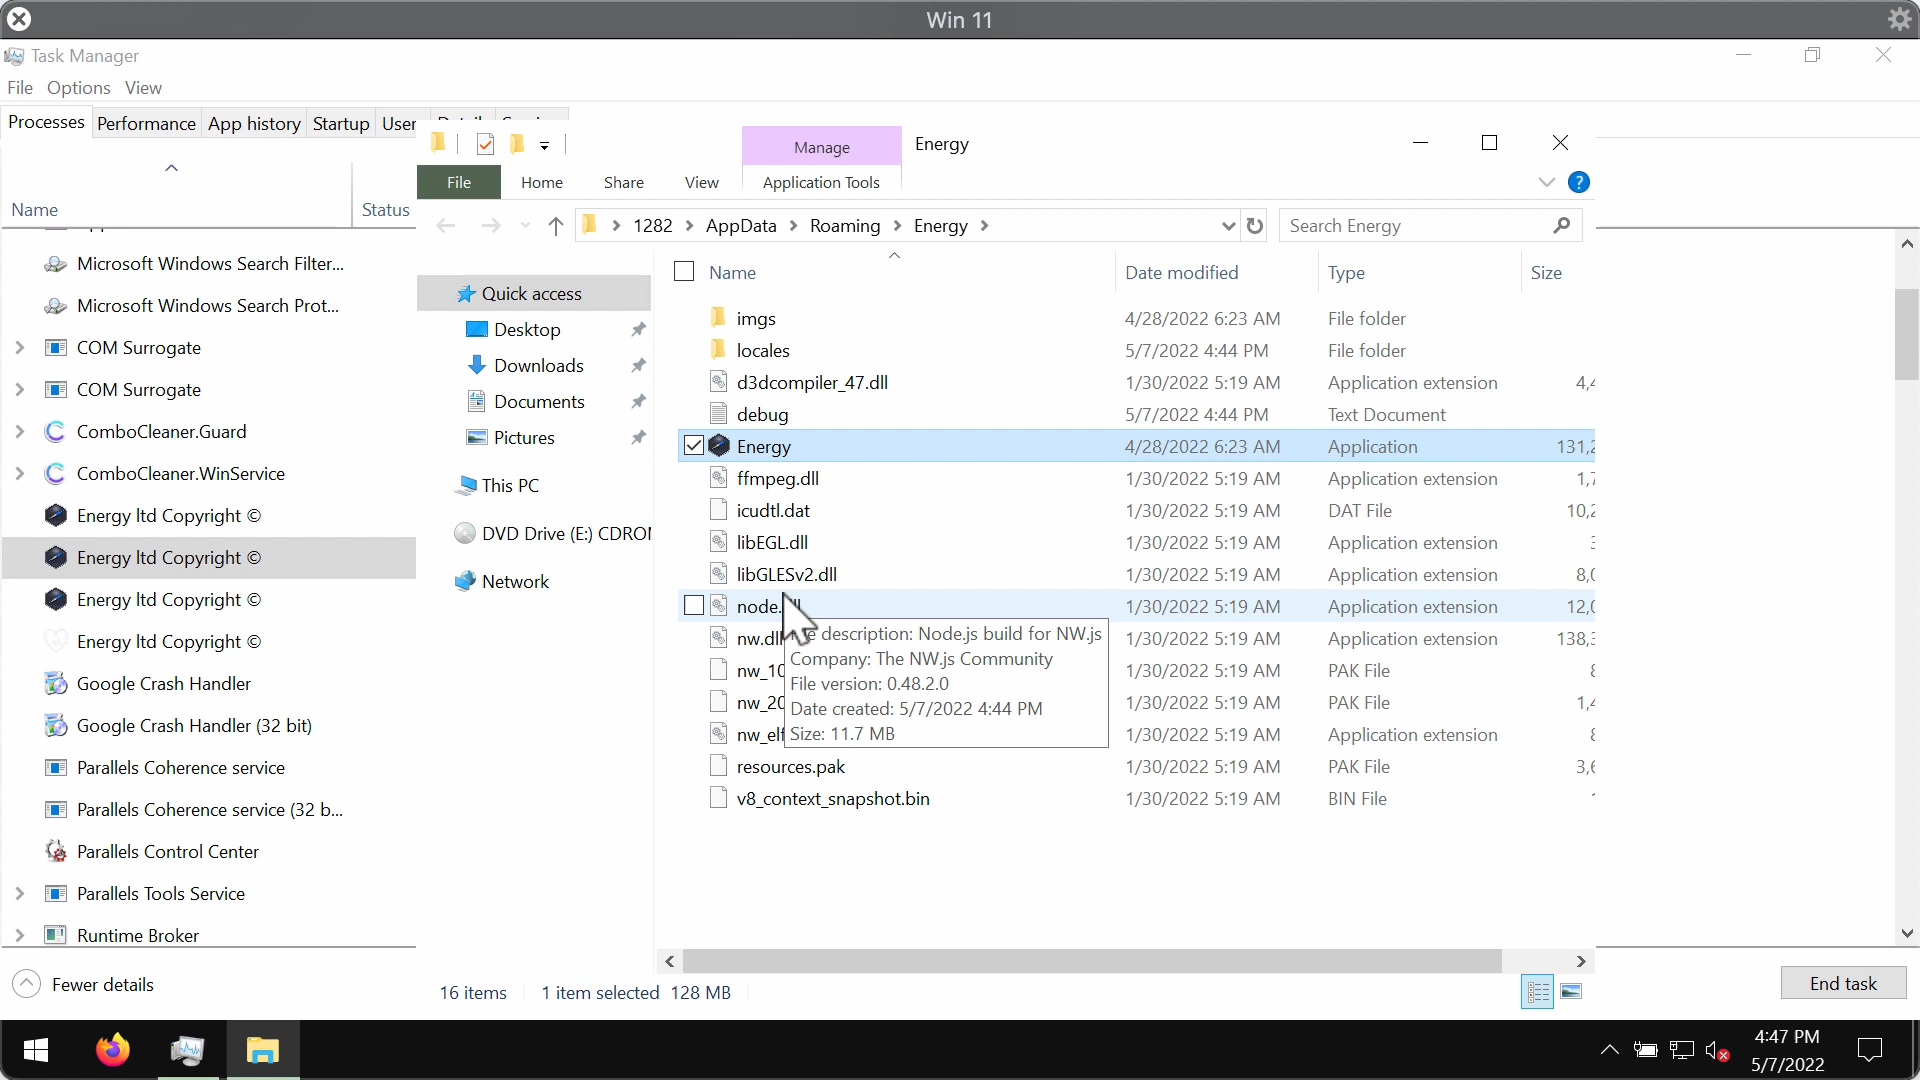 Win 11
Task Manager
File Options View
Processes Performance App history Startup
Manage Energy
File Home Share View Application Tools
1282 AppData Roaming Energy
Search Energy
Name Status
Microsoft Windows Search Filter...
Microsoft Windows Search Prot...
COM Surrogate
COM Surrogate
ComboCleaner.Guard
ComboCleaner.WinService
Energy ltd Copyright ©
Energy ltd Copyright ©
Energy ltd Copyright ©
Energy ltd Copyright ©
Google Crash Handler
Google Crash Handler (32 bit)
Parallels Coherence service
Parallels Coherence service (32 b...
Parallels Control Center
Parallels Tools Service
Runtime Broker
Fewer details
Quick access
Desktop
Downloads
Documents
Pictures
This PC
DVD Drive (E:)
Network
Name Date modified Type Size
imgs 4/28/2022 6:23 AM File folder
locales 5/7/2022 4:44 PM File folder
d3dcompiler_47.dll 1/30/2022 5:19 AM Application extension
debug 5/7/2022 4:44 PM Text Document
Energy 4/28/2022 6:23 AM Application
ffmpeg.dll 1/30/2022 5:19 AM Application extension
icudtl.dat 1/30/2022 5:19 AM DAT File
libEGL.dll 1/30/2022 5:19 AM Application extension
libGLESv2.dll 1/30/2022 5:19 AM Application extension
1/30/2022 5:19 AM Application extension
1/30/2022 5:19 AM Application extension
1/30/2022 5:19 AM PAK File
1/30/2022 5:19 AM PAK File
1/30/2022 5:19 AM Application extension
resources.pak 1/30/2022 5:19 AM PAK File
v8_context_snapshot.bin 1/30/2022 5:19 AM BIN File
description: Node.js build for NW.js
Company: The NW.js Community
File version: 0.48.2.0
Date created: 5/7/2022 4:44 PM
Size: 11.7 MB
16 items 1 item selected 128 MB
End task
4:47 PM
5/7/2022